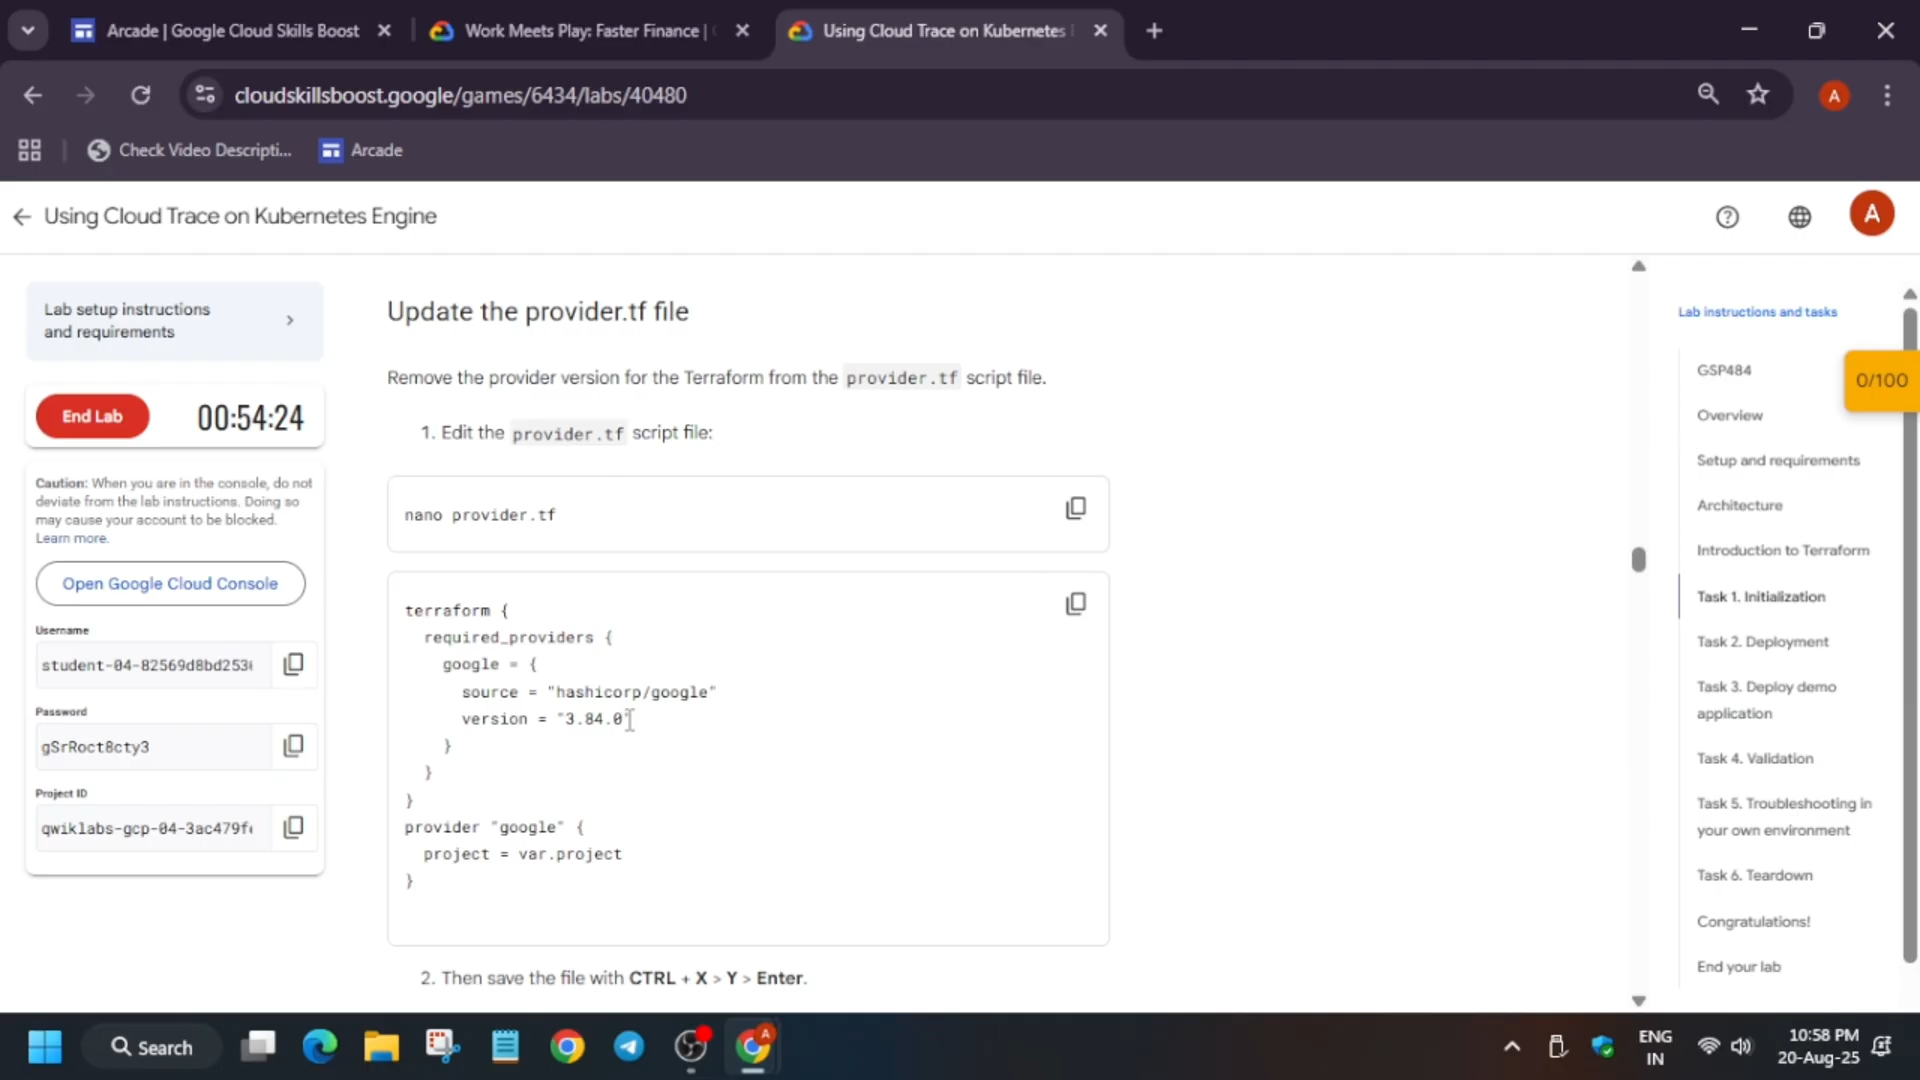 Arcade | Google Cloud Skills Boost
Work Meets Play: Faster Finance |
Using Cloud Trace on Kubernetes
cloudskillsboost.google/games/6434/labs/40480
A
Check Video Descripti...
Arcade
Using Cloud Trace on Kubernetes Engine
A
Lab setup instructions
and requirements
End Lab
00:54:24
Caution: When you are in the console, do not
deviate from the lab instructions. Doing so
may cause your account to be blocked.
Learn more.
Open Google Cloud Console
Username
student-04-82569d8bd253
Password
gSrRoct8cty3
Project ID
qwiklabs-gcp-04-3ac479f
Update the provider.tf file
Remove the provider version for the Terraform from the provider.tf script file.
1. Edit the provider.tf script file:
nano provider.tf
terraform {
required_providers {
google = {
source = "hashicorp/google"
version = "3.84.0"
}
}
}
provider "google" {
project = var.project
}
2. Then save the file with CTRL + X > Y > Enter.
Lab instructions and tasks
GSP484
0/100
Overview
Setup and requirements
Architecture
Introduction to Terraform
Task 1. Initialization
Task 2. Deployment
Task 3. Deploy demo
application
Task 4. Validation
Task 5. Troubleshooting in
your own environment
Task 6. Teardown
Congratulations!
End your lab
Search
A
ENG
IN
10:58 PM
20-Aug-25